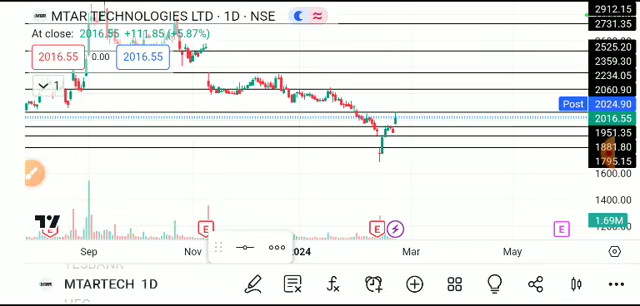 MTAR TECHNOLOGIES LTD · 1D · NSE
At close: 2016.55 +111.85 (+5.87%)
2016.55 0.00 2016.55
1
2912.15
2731.35
2525.20
2359.30
2234.05
2060.90
Post 2024.90
2016.55
1951.35
1881.80
1795.15
1600.00
1400.00
1.69M
E E E E
Sep Nov 2024 Mar May
YESBANK
MTARTECH 1D